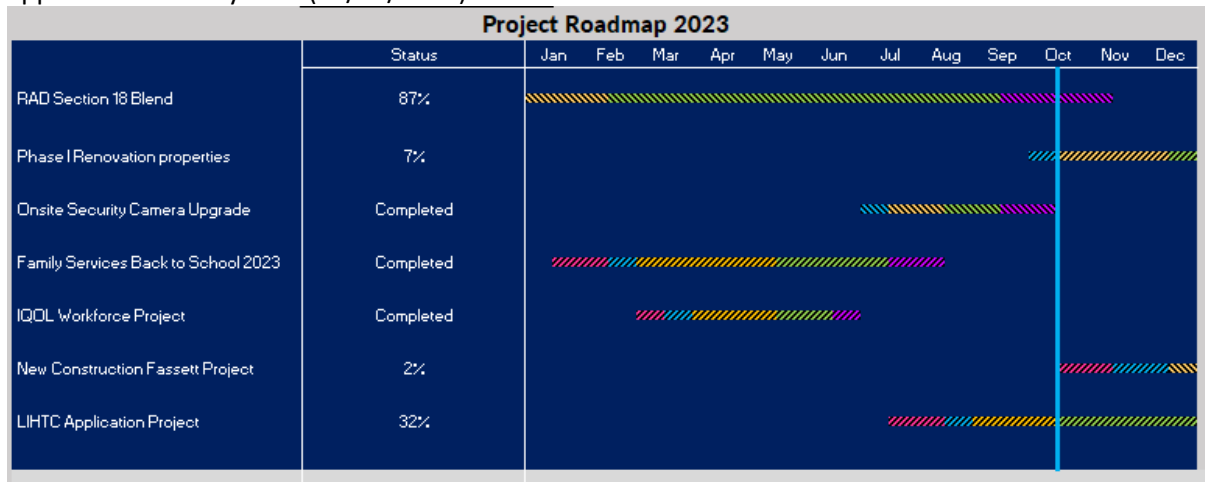 Project Roadmap 2023
Status Jan Feb Mar Apr May Jun Jul Aug Sep Oct Nov Dec
RAD Section 18 Blend 87%
Phase I Renovation properties 7%
Onsite Security Camera Upgrade Completed
Family Services Back to School 2023 Completed
IQOL Workforce Project Completed
New Construction Fassett Project 2%
LIHTC Application Project 32%